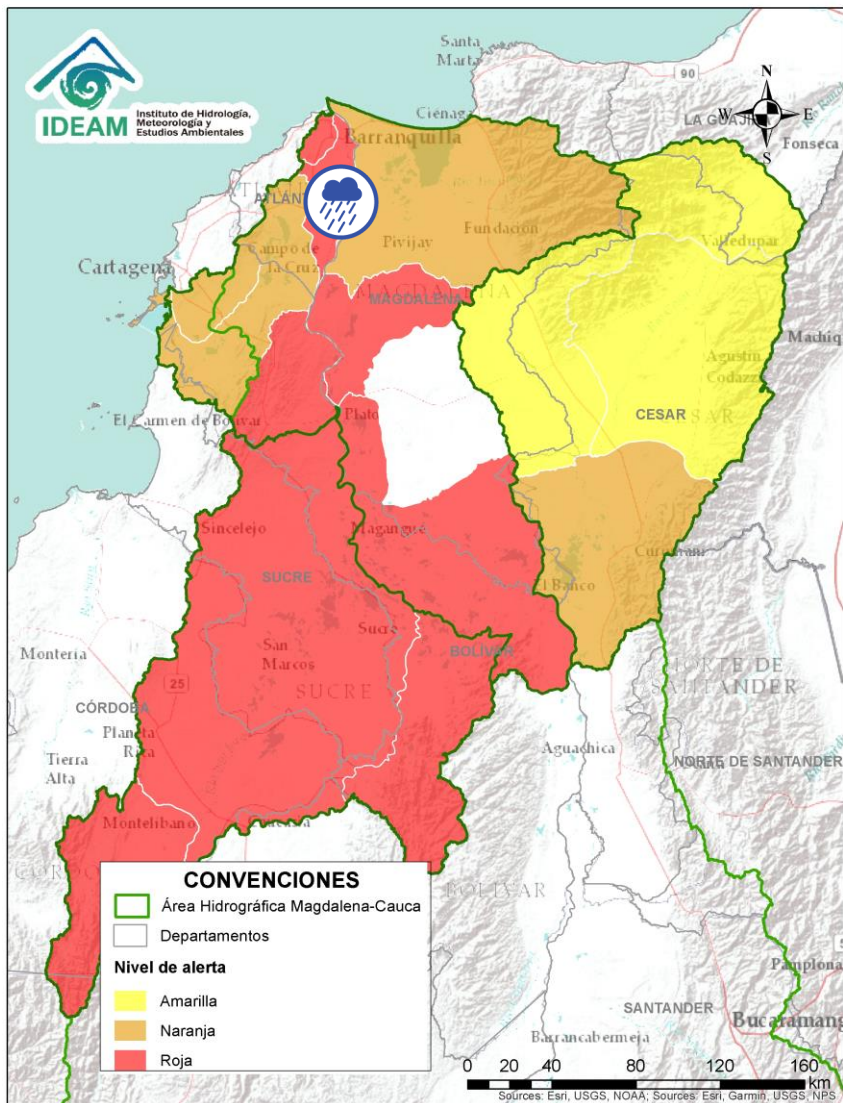 IDEAM
Instituto de Hidrología,
Meteorología y
Estudios Ambientales
Santa
Marta
90
N
W
E
S
LA GUAJIRA
Fonseca
Ciénaga
Barranquilla
Fundación
Pivijay
Valledupar
Campo de
la Cruz
Cartagena
MAGDALENA
MAGDALENA
Agustín
Codazzi
CESAR
El Carmen de Bolívar
Plato
Sincelejo
Magangué
Curumaní
El Banco
SUCRE
Sucre
San
Marcos
BOLÍVAR
SUCRE
Montería
25
CÓRDOBA
Planeta
Rica
Tierra
Alta
NORTE DE
SANTANDER
Aguachica
NORTE DE SANTANDER
Montelíbano
BOLÍVAR
CONVENCIONES
Área Hidrográfica Magdalena-Cauca
Departamentos
Nivel de alerta
Amarilla
Naranja
Roja
Pamplona
SANTANDER
Barrancabermeja
0 20 40 80 120 160
km
Sources: Esri, USGS, NOAA; Sources: Esri, Garmin, USGS, NPS